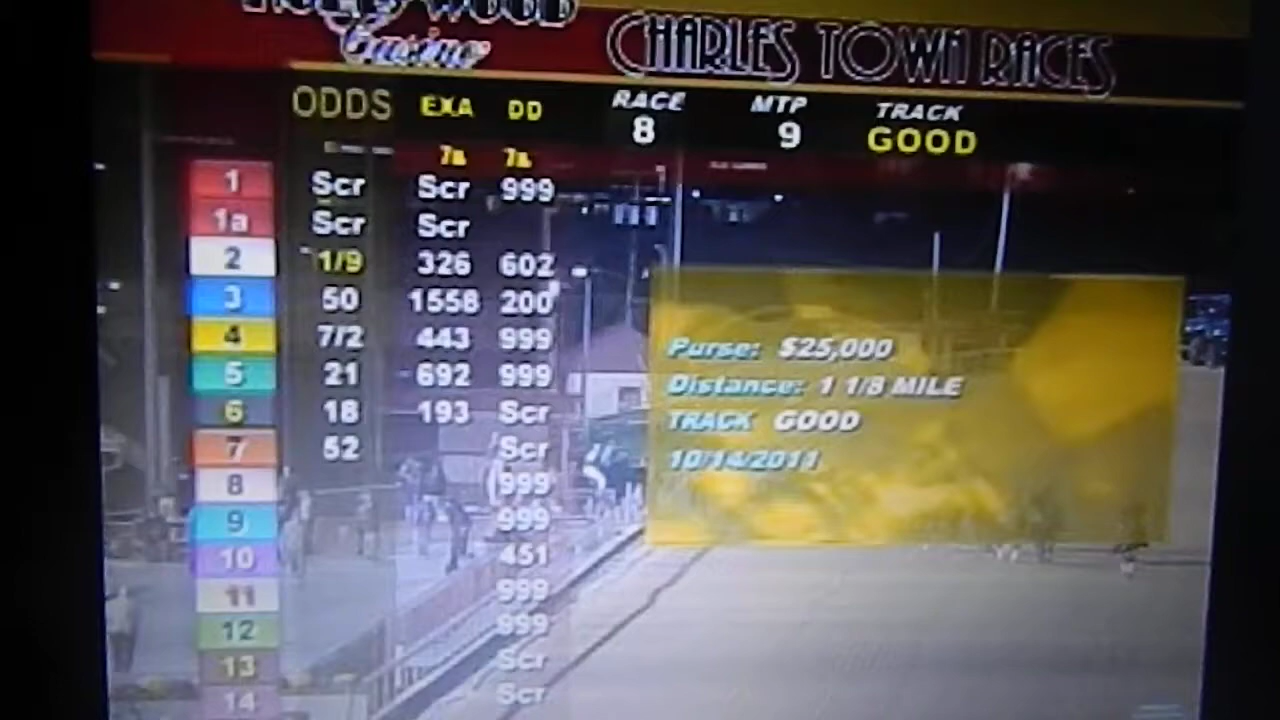 HOLLYWOOD
Casino
CHARLES TOWN RACES
ODDS EXA DD RACE MTP TRACK
8 9 GOOD
1 Scr Scr 999
1a Scr Scr
2 1/9 326 602
3 50 1558 200
4 7/2 443 999
5 21 692 999
6 18 193 Scr
7 52 Scr
8 999
9 999
10 451
11 999
12 999
13 Scr
14 Scr
Purse: $25,000
Distance: 1 1/8 MILE
TRACK GOOD
10/14/2011